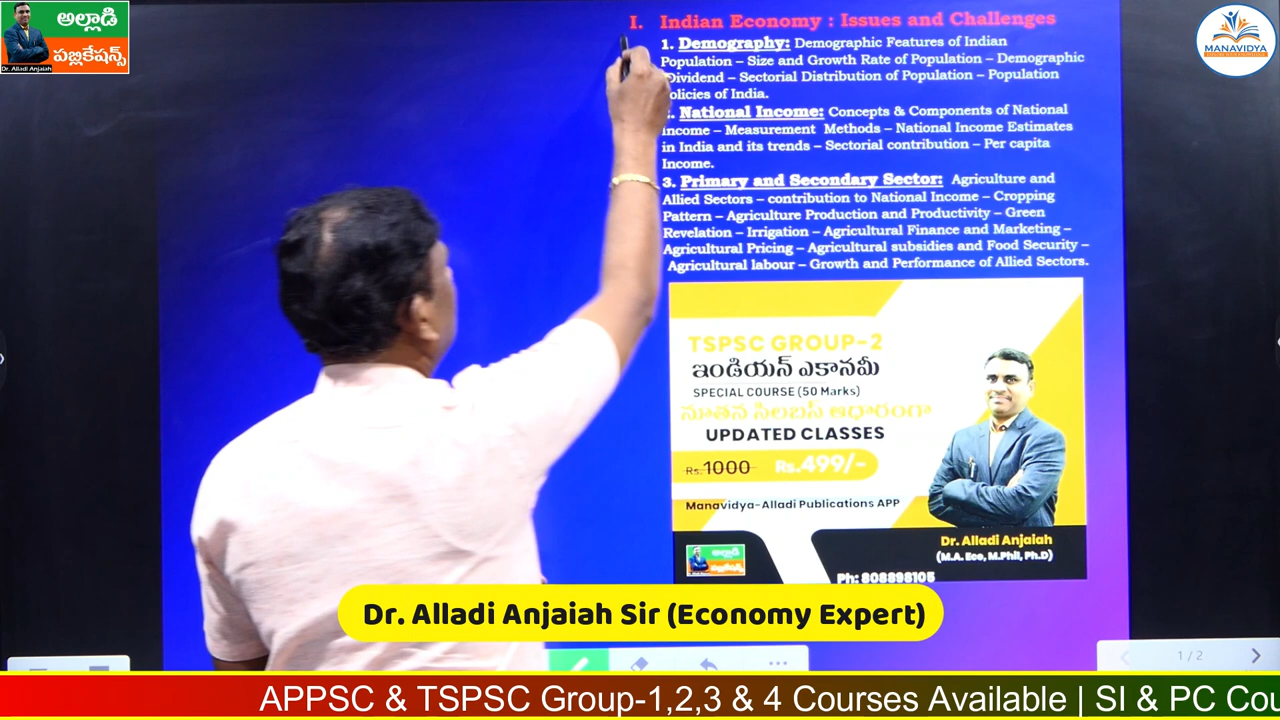 అల్లాడి
పబ్లికేషన్స్
Dr. Alladi Anjaiah
MANAVIDYA
I. Indian Economy : Issues and Challenges
1. Demography: Demographic Features of Indian
Population – Size and Growth Rate of Population – Demographic
Dividend – Sectorial Distribution of Population – Population
olicies of India.
. National Income: Concepts & Components of National
income – Measurement Methods – National Income Estimates
in India and its trends – Sectorial contribution – Per capita
Income.
3. Primary and Secondary Sector: Agriculture and
Allied Sectors – contribution to National Income – Cropping
Pattern – Agriculture Production and Productivity – Green
Revelation – Irrigation – Agricultural Finance and Marketing –
Agricultural Pricing – Agricultural subsidies and Food Security –
Agricultural labour – Growth and Performance of Allied Sectors.
TSPSC GROUP-2
ఇండియన్ ఎకానమీ
SPECIAL COURSE (50 Marks)
నూతన సిలబస్ ఆధారంగా
UPDATED CLASSES
Rs.1000 Rs.499/-
Manavidya-Alladi Publications APP
అల్లాడి
పబ్లికేషన్స్
Dr. Alladi Anjaiah
(M.A. Eco, M.Phil, Ph.D)
Ph: 808898105
Dr. Alladi Anjaiah Sir (Economy Expert)
1 / 2
APPSC & TSPSC Group-1,2,3 & 4 Courses Available | SI & PC Cou